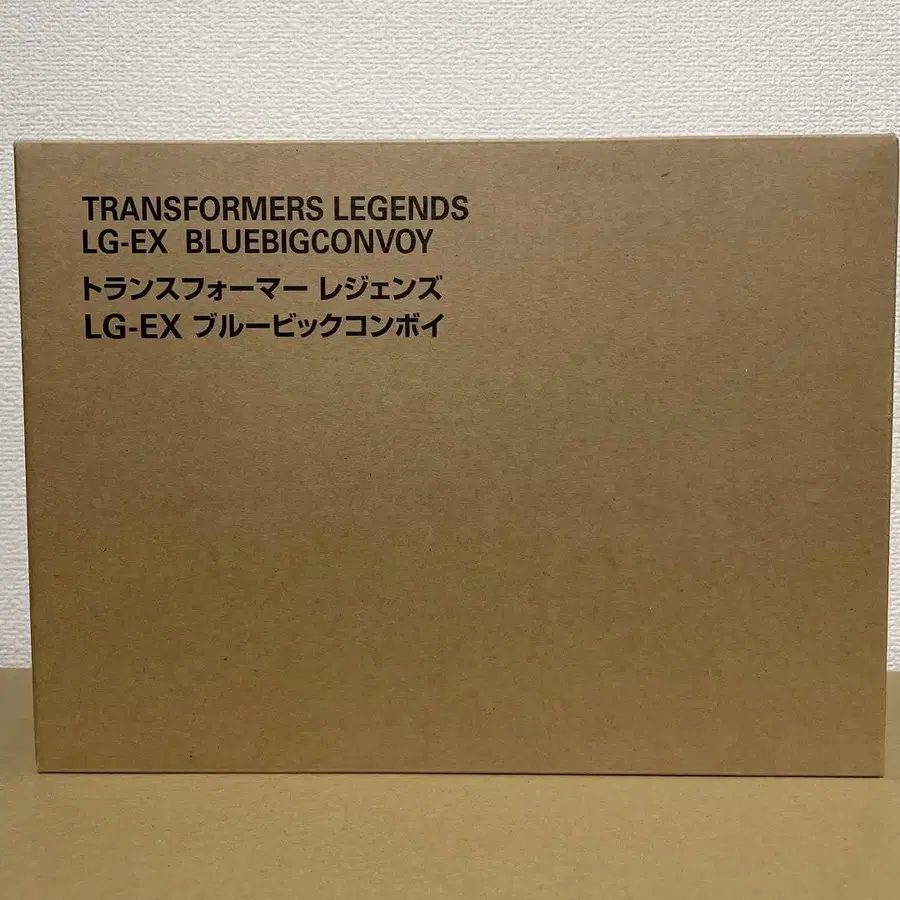 TRANSFORMERS LEGENDS
LG-EX BLUEBIGCONVOY
トランスフォーマー レジェンズ
LG-EX ブルービックコンボイ